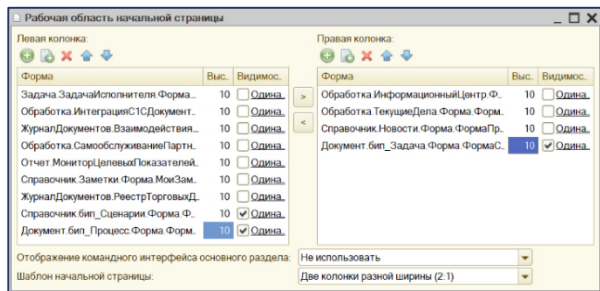 Рабочая область начальной страницы
Левая колонка:
Форма Выс. Видимос..
Задача.ЗадачаИсполнителя.Форма... 10 Одина..
Обработка.ИнтеграцияС1СДокумент... 10 Одина..
ЖурналДокументов.Взаимодействия... 10 Одина..
Обработка.СамообслуживаниеПартн.. 10 Одина..
Отчет.МониторЦелевыхПоказателей.. 10 Одина..
Справочник.Заметки.Форма.МоиЗам... 10 Одина..
ЖурналДокументов.РеестрТорговыхД.. 10 Одина..
Справочник.бип_Сценарии.Форма.Ф.. 10 Одина..
Документ.бип_Процесс.Форма.Форм.. 10 Одина..
>
<
Правая колонка:
Форма Выс. Видимос..
Обработка.ИнформационныйЦентр.Ф.. 10 Одина..
Обработка.ТекущиеДела.Форма.Форм.. 10 Одина..
Справочник.Новости.Форма.ФормаПр.. 10 Одина..
Документ.бип_Задача.Форма.ФормаС.. 10 Одина..
Отображение командного интерфейса основного раздела: Не использовать
Шаблон начальной страницы: Две колонки разной ширины (2:1)